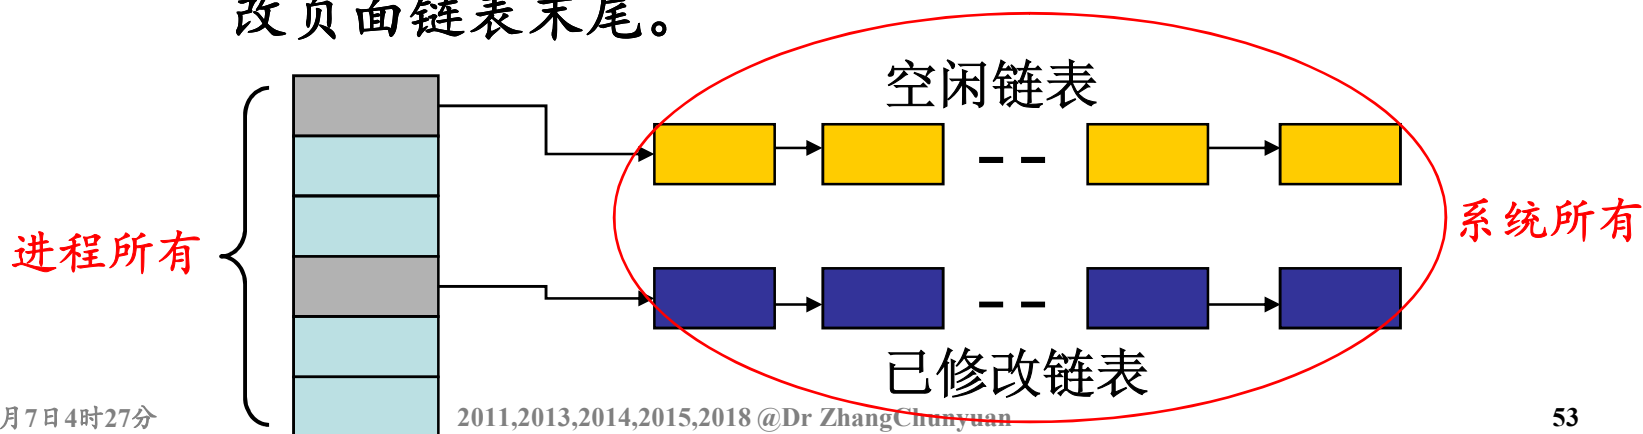 改页面链表末尾。
空闲链表
进程所有
系统所有
已修改链表
月7日4时27分
2011,2013,2014,2015,2018 @Dr ZhangChunyuan
53